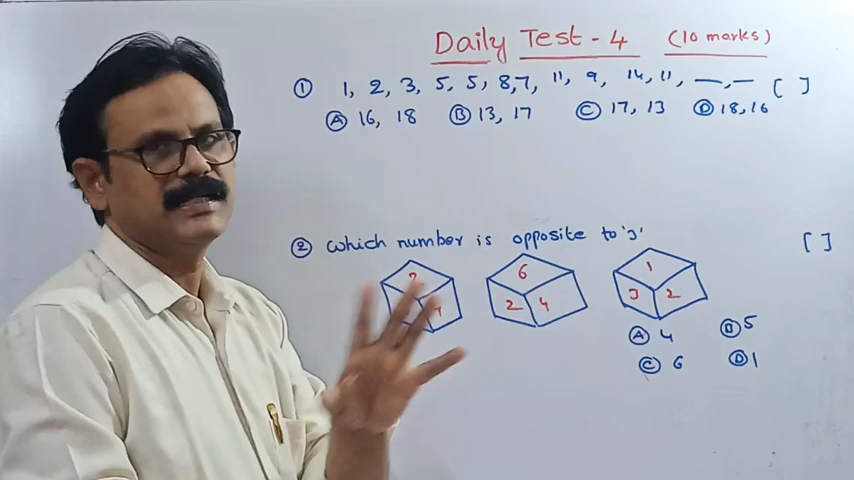 Daily Test - 4 (10 marks)
① 1, 2, 3, 5, 5, 8,7, 11, 9, 14, 11, __, __ [ ]
Ⓐ 16, 18 Ⓑ 13, 17 Ⓒ 17, 13 Ⓓ 18, 16
② Which number is opposite to '3' [ ]
6 1
2 4 3 2
Ⓐ 4 Ⓑ 5
Ⓒ 6 Ⓓ 1